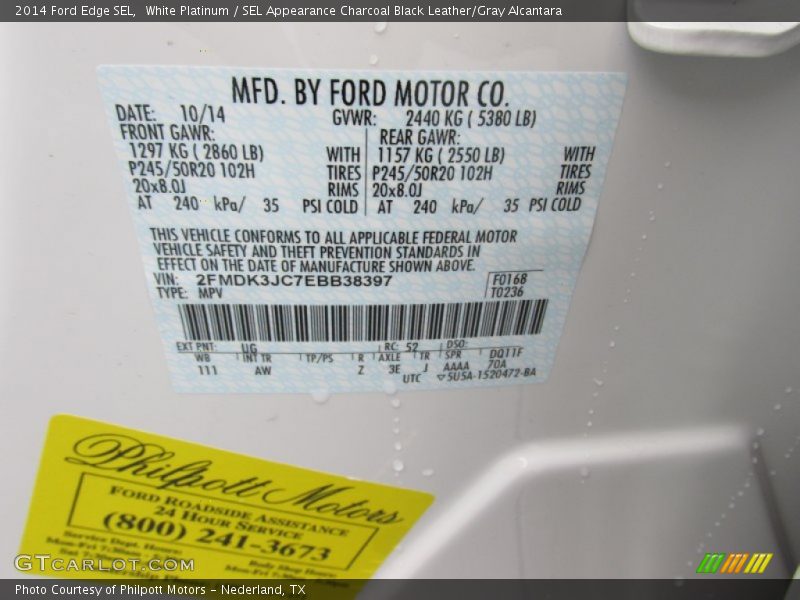 2014 Ford Edge SEL, White Platinum / SEL Appearance Charcoal Black Leather/Gray Alcantara
MFD. BY FORD MOTOR CO.
DATE: 10/14 GVWR: 2440 KG ( 5380 LB)
FRONT GAWR: REAR GAWR:
1297 KG ( 2860 LB) WITH 1157 KG ( 2550 LB) WITH
P245/50R20 102H TIRES P245/50R20 102H TIRES
20x8.0J RIMS 20x8.0J RIMS
AT 240 kPa/ 35 PSI COLD AT 240 kPa/ 35 PSI COLD
THIS VEHICLE CONFORMS TO ALL APPLICABLE FEDERAL MOTOR
VEHICLE SAFETY AND THEFT PREVENTION STANDARDS IN
EFFECT ON THE DATE OF MANUFACTURE SHOWN ABOVE.
VIN: 2FMDK3JC7EBB38397 F0168
TYPE: MPV T0236
EXT PNT: UG RC: 52 DSO:
WB INT TR TP/PS R AXLE TR SPR DQ11F
111 AW Z 3E J AAAA 70A
UTC ▽5U5A-1520472-BA
Philpott Motors
FORD ROADSIDE ASSISTANCE
24 HOUR SERVICE
(800) 241-3673
Service Dept. Hours:
Body Shop Hours:
GTCARLOT.COM
Photo Courtesy of Philpott Motors - Nederland, TX